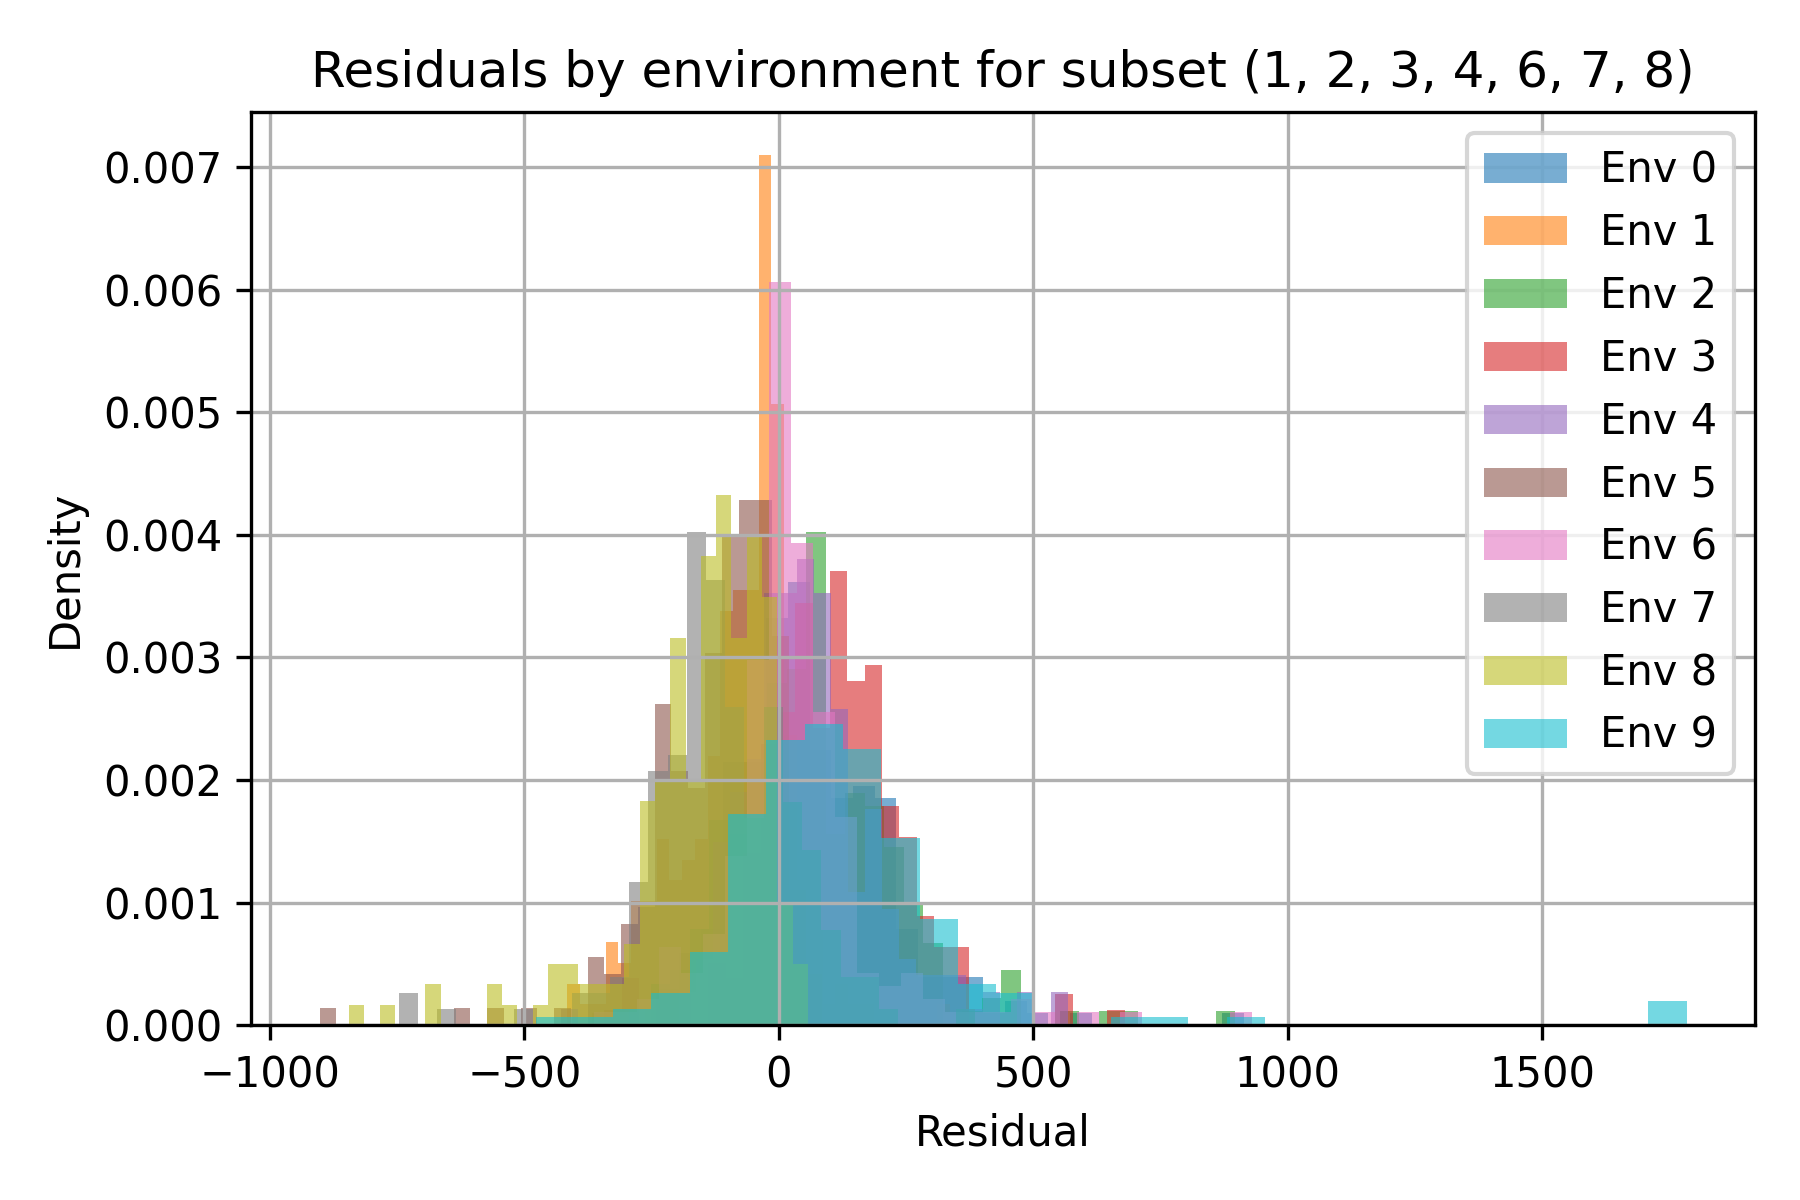 Residuals by environment for subset (1, 2, 3, 4, 6, 7, 8)
0.007
0.006
0.005
0.004
0.003
0.002
0.001
0.000
Density
−1000
−500
0
500
1000
1500
Residual
Env 0
Env 1
Env 2
Env 3
Env 4
Env 5
Env 6
Env 7
Env 8
Env 9